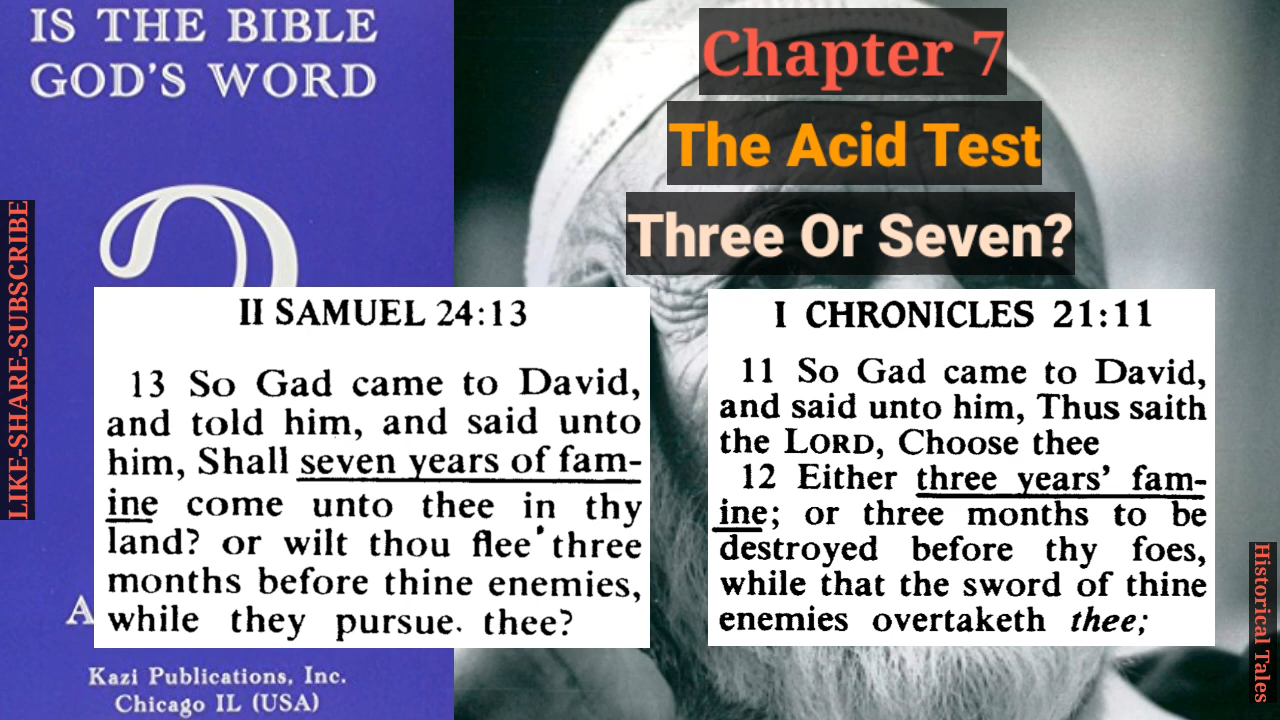 IS THE BIBLE
GOD'S WORD
?
A
Kazi Publications, Inc.
Chicago IL (USA)
LIKE-SHARE-SUBSCRIBE
Chapter 7
The Acid Test
Three Or Seven?
II SAMUEL 24:13
13 So Gad came to David,
and told him, and said unto
him, Shall seven years of fam-
ine come unto thee in thy
land? or wilt thou flee three
months before thine enemies,
while they pursue. thee?
I CHRONICLES 21:11
11 So Gad came to David,
and said unto him, Thus saith
the LORD, Choose thee
12 Either three years' fam-
ine; or three months to be
destroyed before thy foes,
while that the sword of thine
enemies overtaketh thee;
Historical Tales